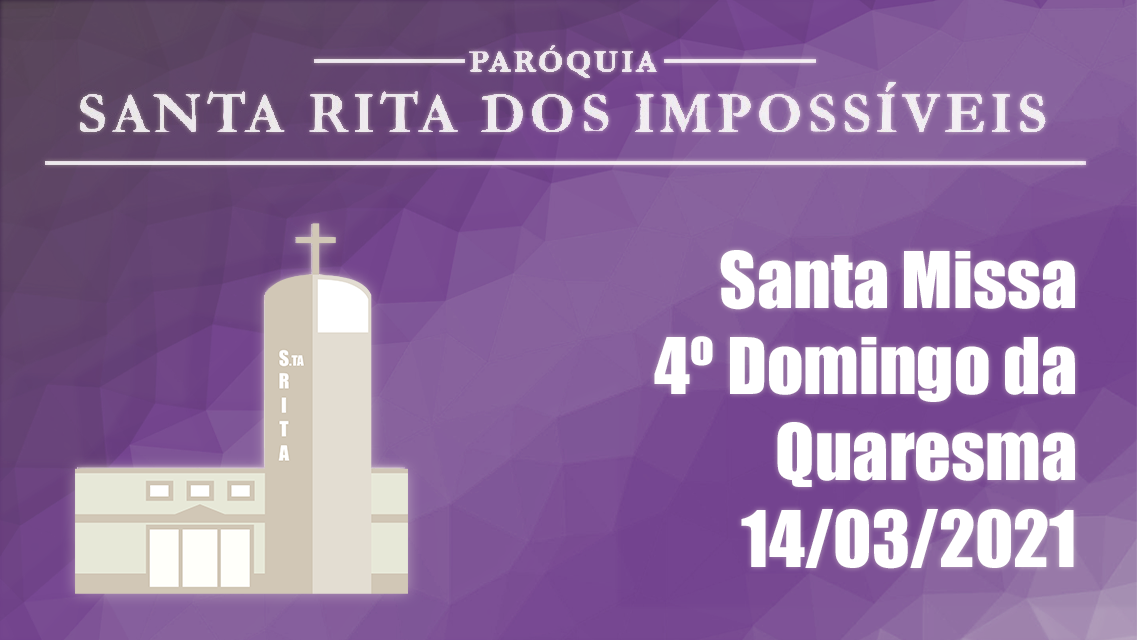 PARÓQUIA
SANTA RITA DOS IMPOSSÍVEIS
Santa Missa
4º Domingo da
Quaresma
14/03/2021
S.TA
R
I
T
A